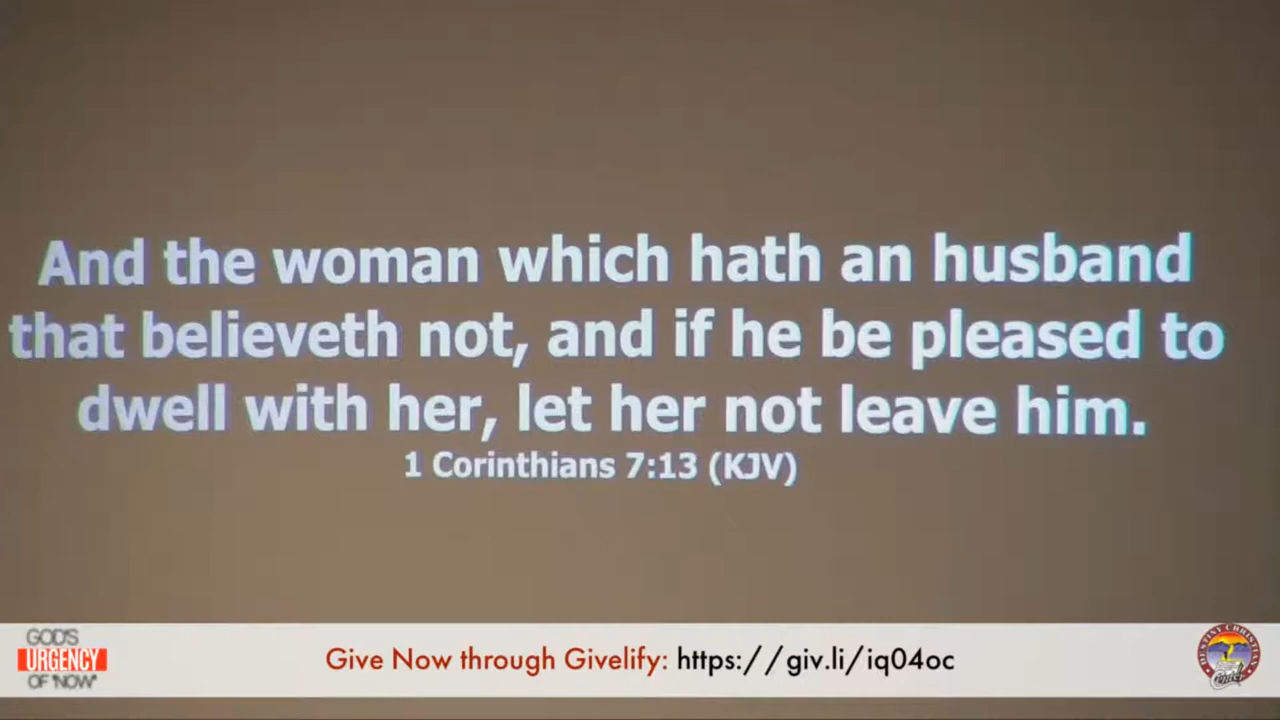 And the woman which hath an husband
that believeth not, and if he be pleased to
dwell with her, let her not leave him.
1 Corinthians 7:13 (KJV)
GOD'S
URGENCY
OF "NOW"
Give Now through Givelify: https://giv.li/iq04oc
DESTINY CHRISTIAN